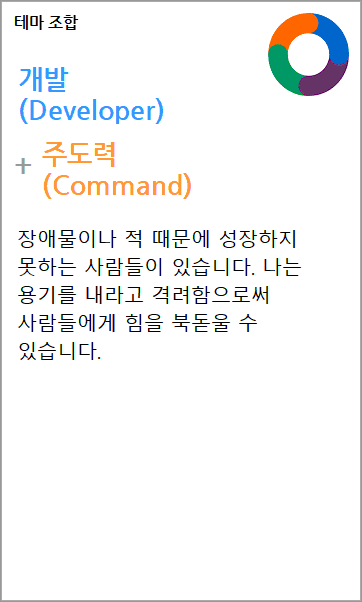 테마 조합
개발
(Developer)
+ 주도력
(Command)
장애물이나 적 때문에 성장하지
못하는 사람들이 있습니다. 나는
용기를 내라고 격려함으로써
사람들에게 힘을 북돋울 수
있습니다.